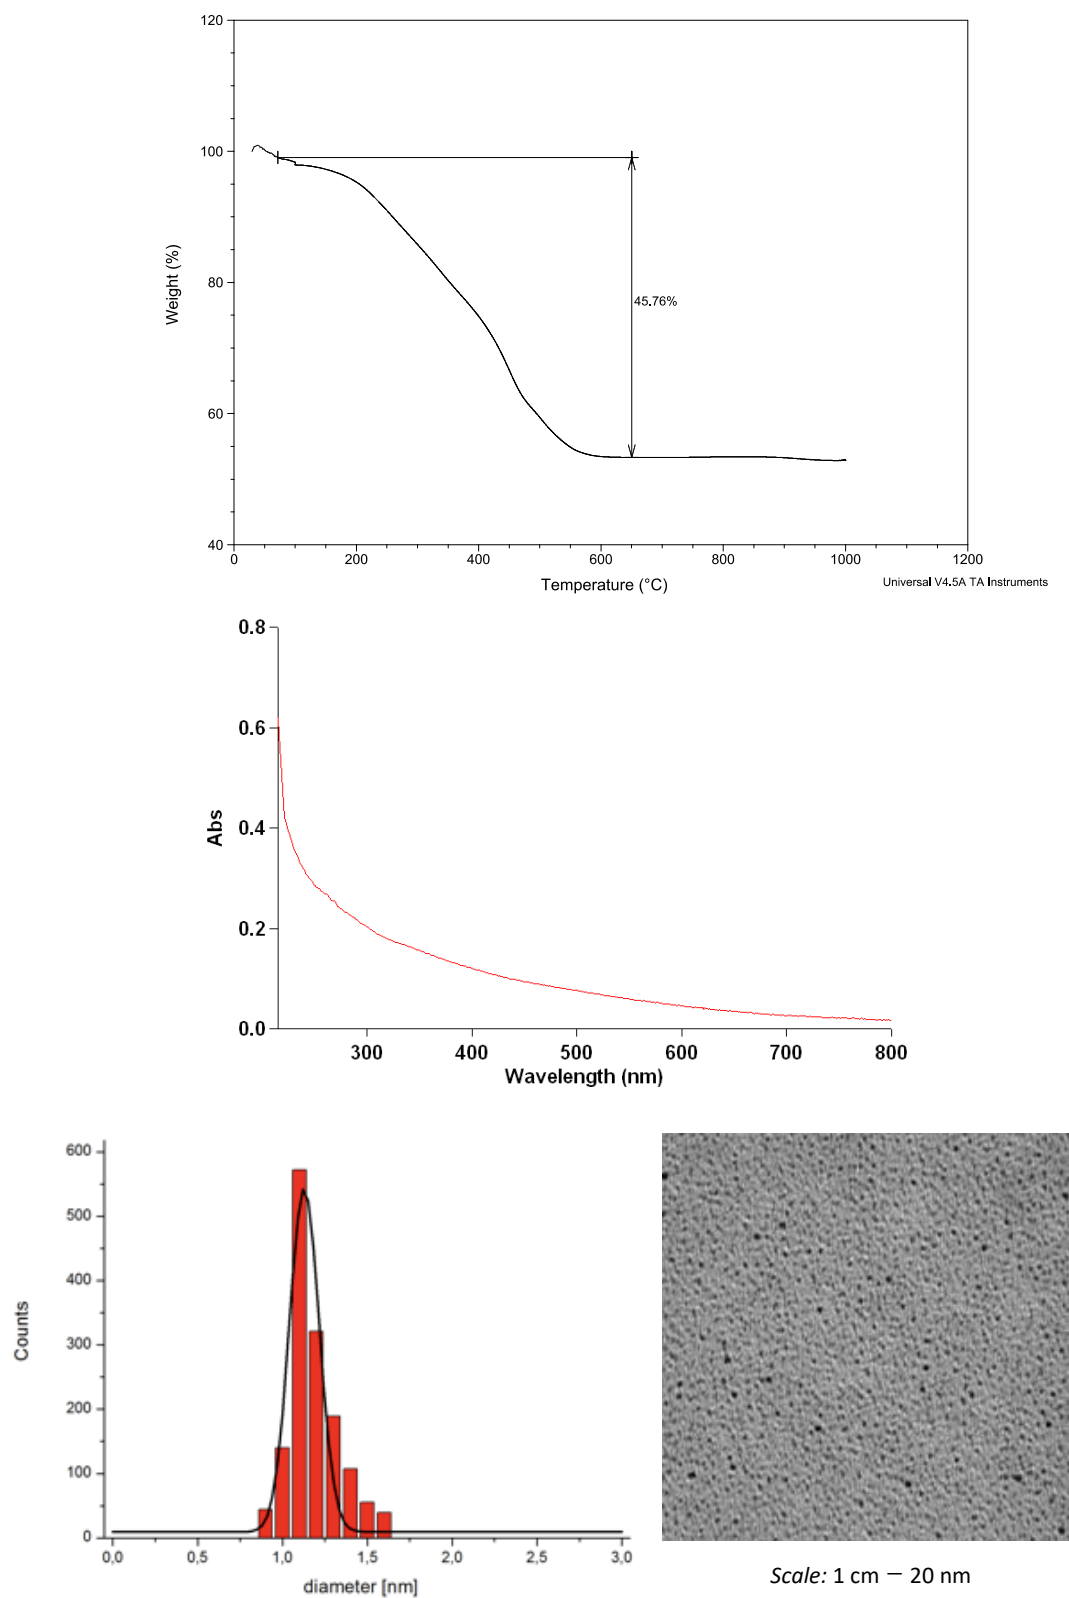 120
100
80
60
40
Weight (%)
45.76%
0 200 400 600 800 1000 1200
Temperature (°C)
Universal V4.5A TA Instruments
0.8
0.6
0.4
0.2
0.0
Abs
300 400 500 600 700 800
Wavelength (nm)
600
500
400
300
200
100
0
Counts
0,0 0,5 1,0 1,5 2,0 2,5 3,0
diameter [nm]
Scale: 1 cm – 20 nm